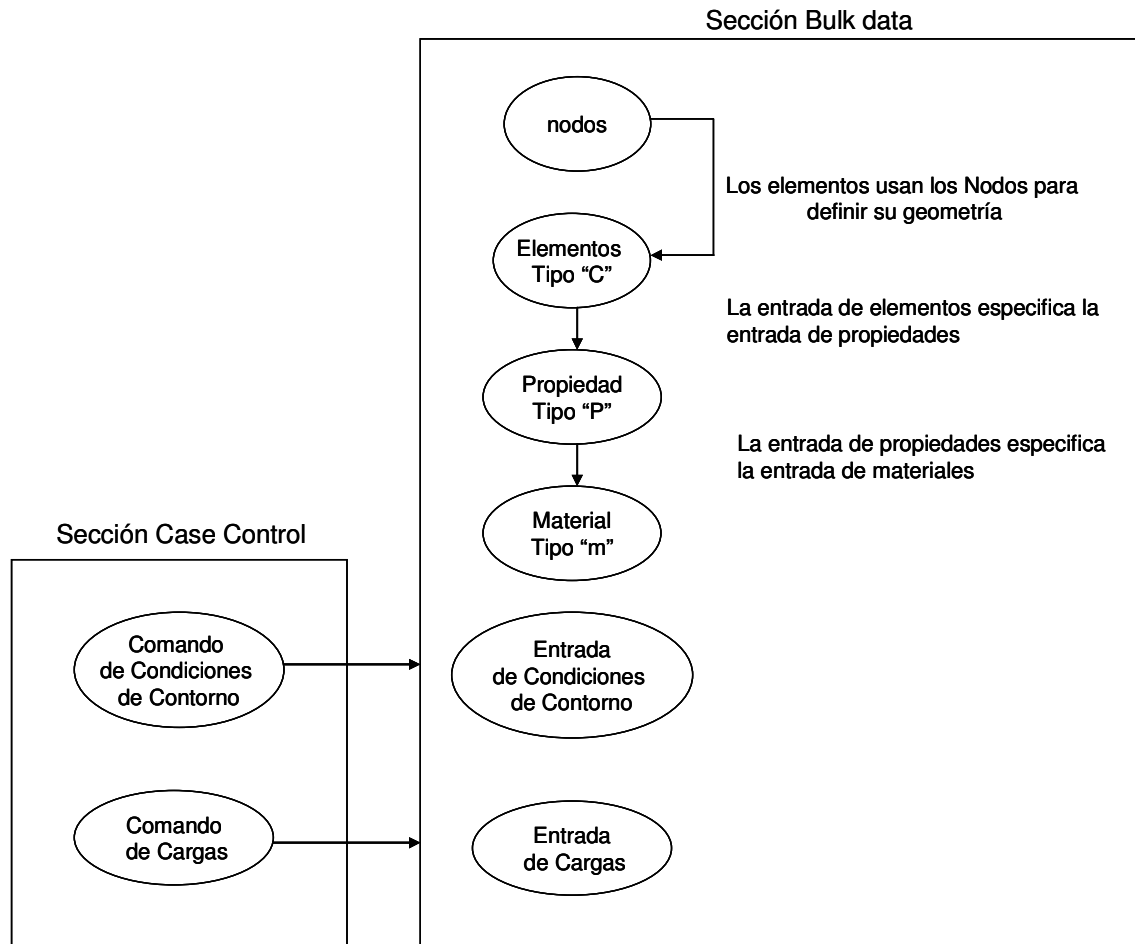 Sección Bulk data
nodos
Los elementos usan los Nodos para
definir su geometría
Elementos
Tipo “C”
La entrada de elementos especifica la
entrada de propiedades
Propiedad
Tipo “P”
La entrada de propiedades especifica
la entrada de materiales
Material
Tipo “m”
Sección Case Control
Comando
de Condiciones
de Contorno
Entrada
de Condiciones
de Contorno
Comando
de Cargas
Entrada
de Cargas